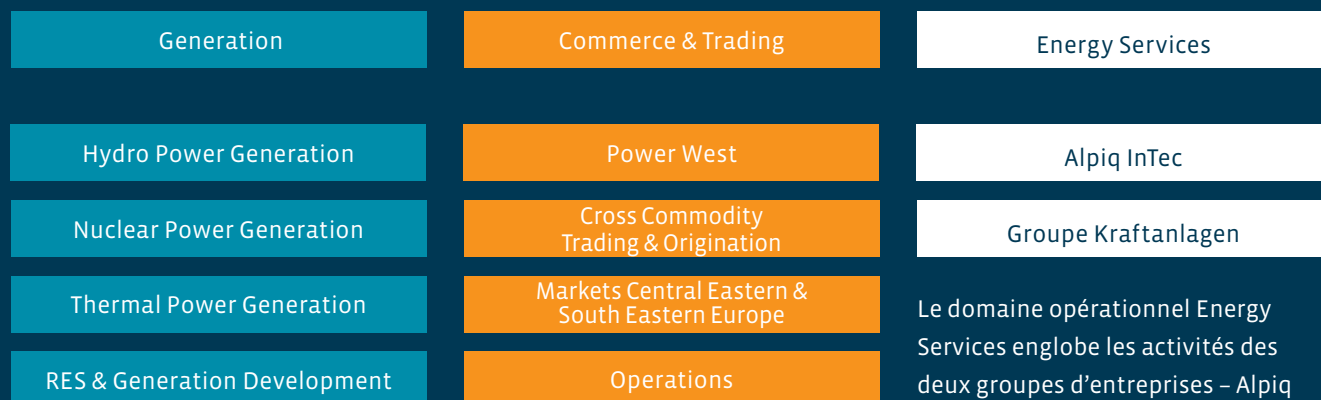 Generation
Commerce & Trading
Energy Services
Hydro Power Generation
Power West
Alpiq InTec
Nuclear Power Generation
Cross Commodity
Trading & Origination
Groupe Kraftanlagen
Thermal Power Generation
Markets Central Eastern &
South Eastern Europe
RES & Generation Development
Operations
Le domaine opérationnel Energy
Services englobe les activités des
deux groupes d’entreprises – Alpiq